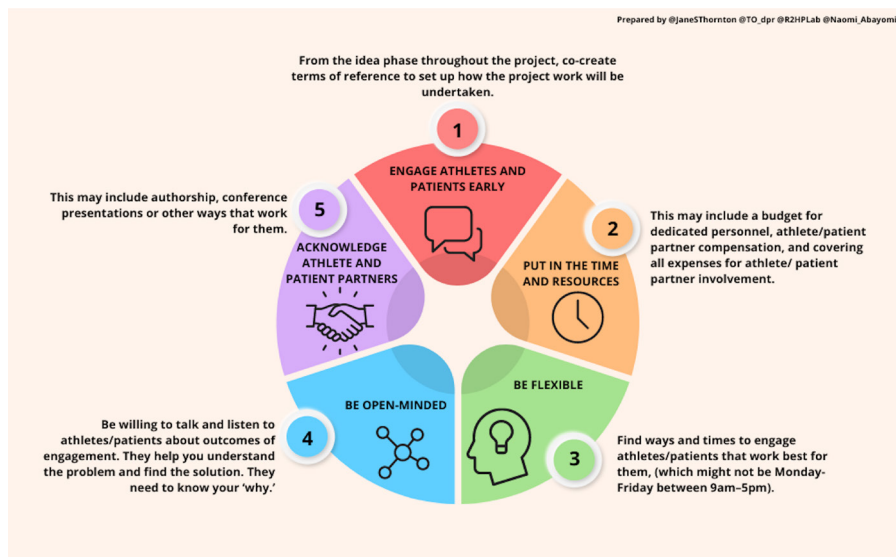 Prepared by @JaneSThornton @TO_dpr @R2HPLab @Naomi_Abayomi
From the idea phase throughout the project, co-create
terms of reference to set up how the project work will be
undertaken.
1
ENGAGE ATHLETES AND
PATIENTS EARLY
2
PUT IN THE TIME
AND RESOURCES
This may include a budget for
dedicated personnel, athlete/patient
partner compensation, and covering
all expenses for athlete/ patient
partner involvement.
BE FLEXIBLE
3
Find ways and times to engage
athletes/patients that work best for
them, (which might not be Monday-
Friday between 9am–5pm).
BE OPEN-MINDED
4
Be willing to talk and listen to
athletes/patients about outcomes of
engagement. They help you understand
the problem and find the solution. They
need to know your ‘why.’
5
ACKNOWLEDGE
ATHLETE AND
PATIENT PARTNERS
This may include authorship, conference
presentations or other ways that work
for them.